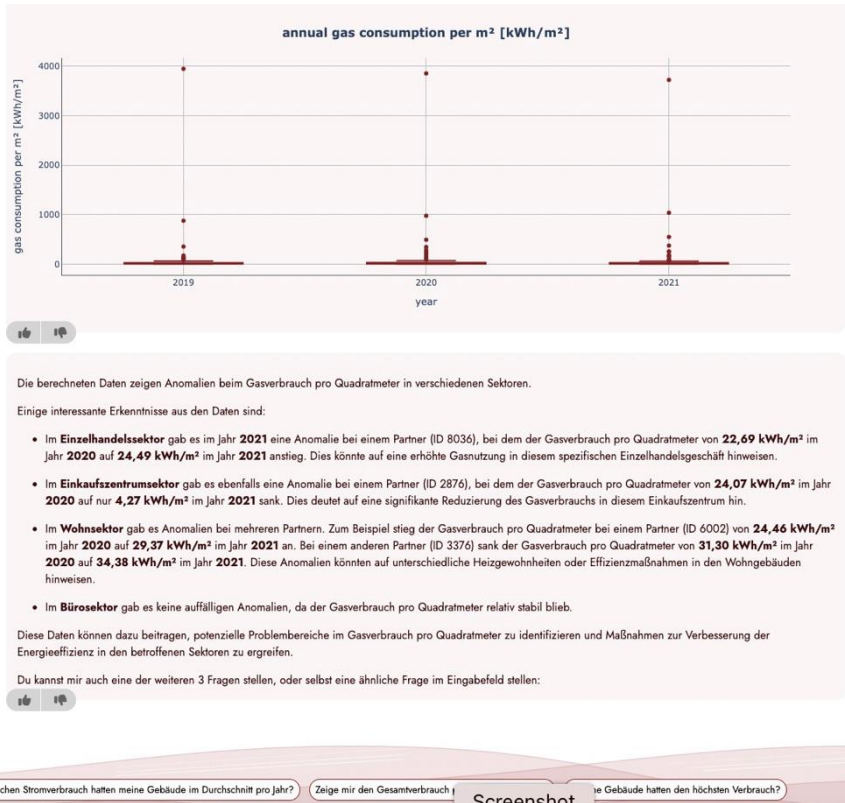 annual gas consumption per m² [kWh/m²]
gas consumption per m² [kWh/m²]
4000
3000
2000
1000
0
2019 2020 2021
year
Die berechneten Daten zeigen Anomalien beim Gasverbrauch pro Quadratmeter in verschiedenen Sektoren.
Einige interessante Erkenntnisse aus den Daten sind:
• Im Einzelhandelssektor gab es im Jahr 2021 eine Anomalie bei einem Partner (ID 8036), bei dem der Gasverbrauch pro Quadratmeter von 22,69 kWh/m² im
Jahr 2020 auf 24,49 kWh/m² im Jahr 2021 anstieg. Dies könnte auf eine erhöhte Gasnutzung in diesem spezifischen Einzelhandelsgeschäft hinweisen.
• Im Einkaufszentrumsektor gab es ebenfalls eine Anomalie bei einem Partner (ID 2876), bei dem der Gasverbrauch pro Quadratmeter von 24,07 kWh/m² im Jahr
2020 auf nur 4,27 kWh/m² im Jahr 2021 sank. Dies deutet auf eine signifikante Reduzierung des Gasverbrauchs in diesem Einkaufszentrum hin.
• Im Wohnsektor gab es Anomalien bei mehreren Partnern. Zum Beispiel stieg der Gasverbrauch pro Quadratmeter bei einem Partner (ID 6002) von 24,46 kWh/m²
im Jahr 2020 auf 29,37 kWh/m² im Jahr 2021 an. Bei einem anderen Partner (ID 3376) sank der Gasverbrauch pro Quadratmeter von 31,30 kWh/m² im Jahr
2020 auf 34,38 kWh/m² im Jahr 2021. Diese Anomalien könnten auf unterschiedliche Heizgewohnheiten oder Effizienzmaßnahmen in den Wohngebäuden
hinweisen.
• Im Bürosektor gab es keine auffälligen Anomalien, da der Gasverbrauch pro Quadratmeter relativ stabil blieb.
Diese Daten können dazu beitragen, potenzielle Problembereiche im Gasverbrauch pro Quadratmeter zu identifizieren und Maßnahmen zur Verbesserung der
Energieeffizienz in den betroffenen Sektoren zu ergreifen.
Du kannst mir auch eine der weiteren 3 Fragen stellen, oder selbst eine ähnliche Frage im Eingabefeld stellen:
chen Stromverbrauch hatten meine Gebäude im Durchschnitt pro Jahr? Zeige mir den Gesamtverbrauch e Gebäude hatten den höchsten Verbrauch?
Screenshot